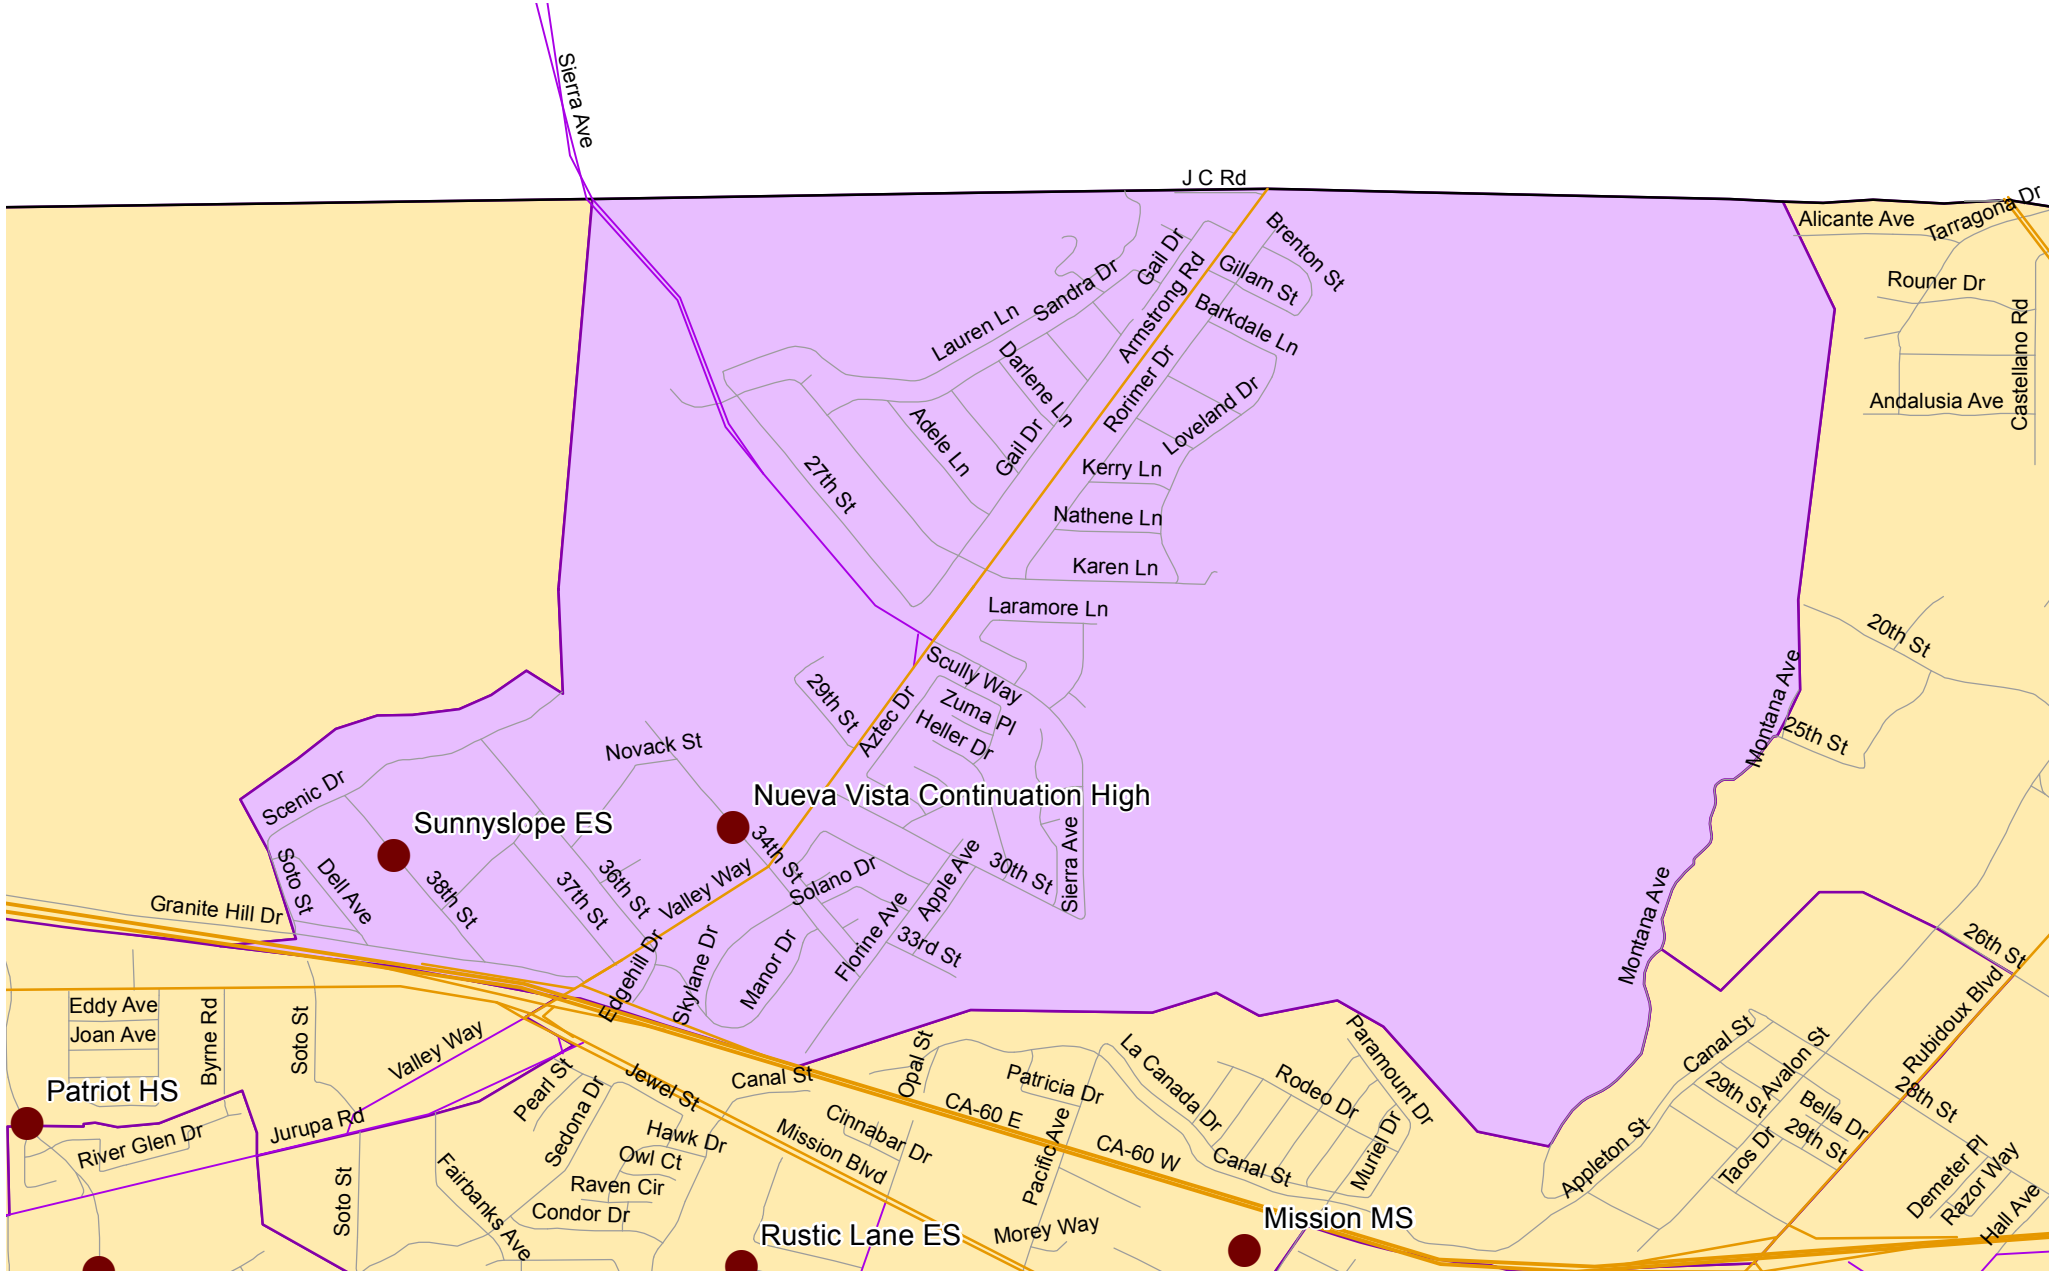 Sierra Ave
J C Rd
Tarragona Dr
Alicante Ave
Brenton St
Gail Dr
Gillam St
Sandra Dr
Rouner Dr
Armstrong Rd
Lauren Ln
Barkdale Ln
Castellano Rd
Darlene Ln
Rorimer Dr
Andalusia Ave
Loveland Dr
Adele Ln
Gail Dr
Kerry Ln
27th St
Nathene Ln
Karen Ln
Laramore Ln
20th St
Scully Way
29th St
Aztec Dr
Zuma Pl
Heller Dr
Montana Ave
25th St
Novack St
Scenic Dr
Nueva Vista Continuation High
Sunnyslope ES
34th St
Solano Dr
30th St
Sierra Ave
Apple Ave
Soto St
Dell Ave
38th St
37th St
36th St
Valley Way
Granite Hill Dr
Florine Ave
33rd St
Montana Ave
26th St
Edgehill Dr
Skylane Dr
Manor Dr
Eddy Ave
Joan Ave
Byrne Rd
Soto St
Valley Way
Rubidoux Blvd
Opal St
La Canada Dr
Paramount Dr
Canal St
Avalon St
Patriot HS
Pearl St
Jewel St
Canal St
Patricia Dr
Rodeo Dr
29th St
28th St
Sedona Dr
CA-60 E
Bella Dr
Jurupa Rd
River Glen Dr
Hawk Dr
Mission Blvd
Cinnabar Dr
Pacific Ave
CA-60 W
Muriel Dr
29th St
Owl Ct
Canal St
Appleton St
Taos Dr
Demeter Pl
Razor Way
Raven Cir
Soto St
Fairbanks Ave
Condor Dr
Morey Way
Mission MS
Hall Ave
Rustic Lane ES